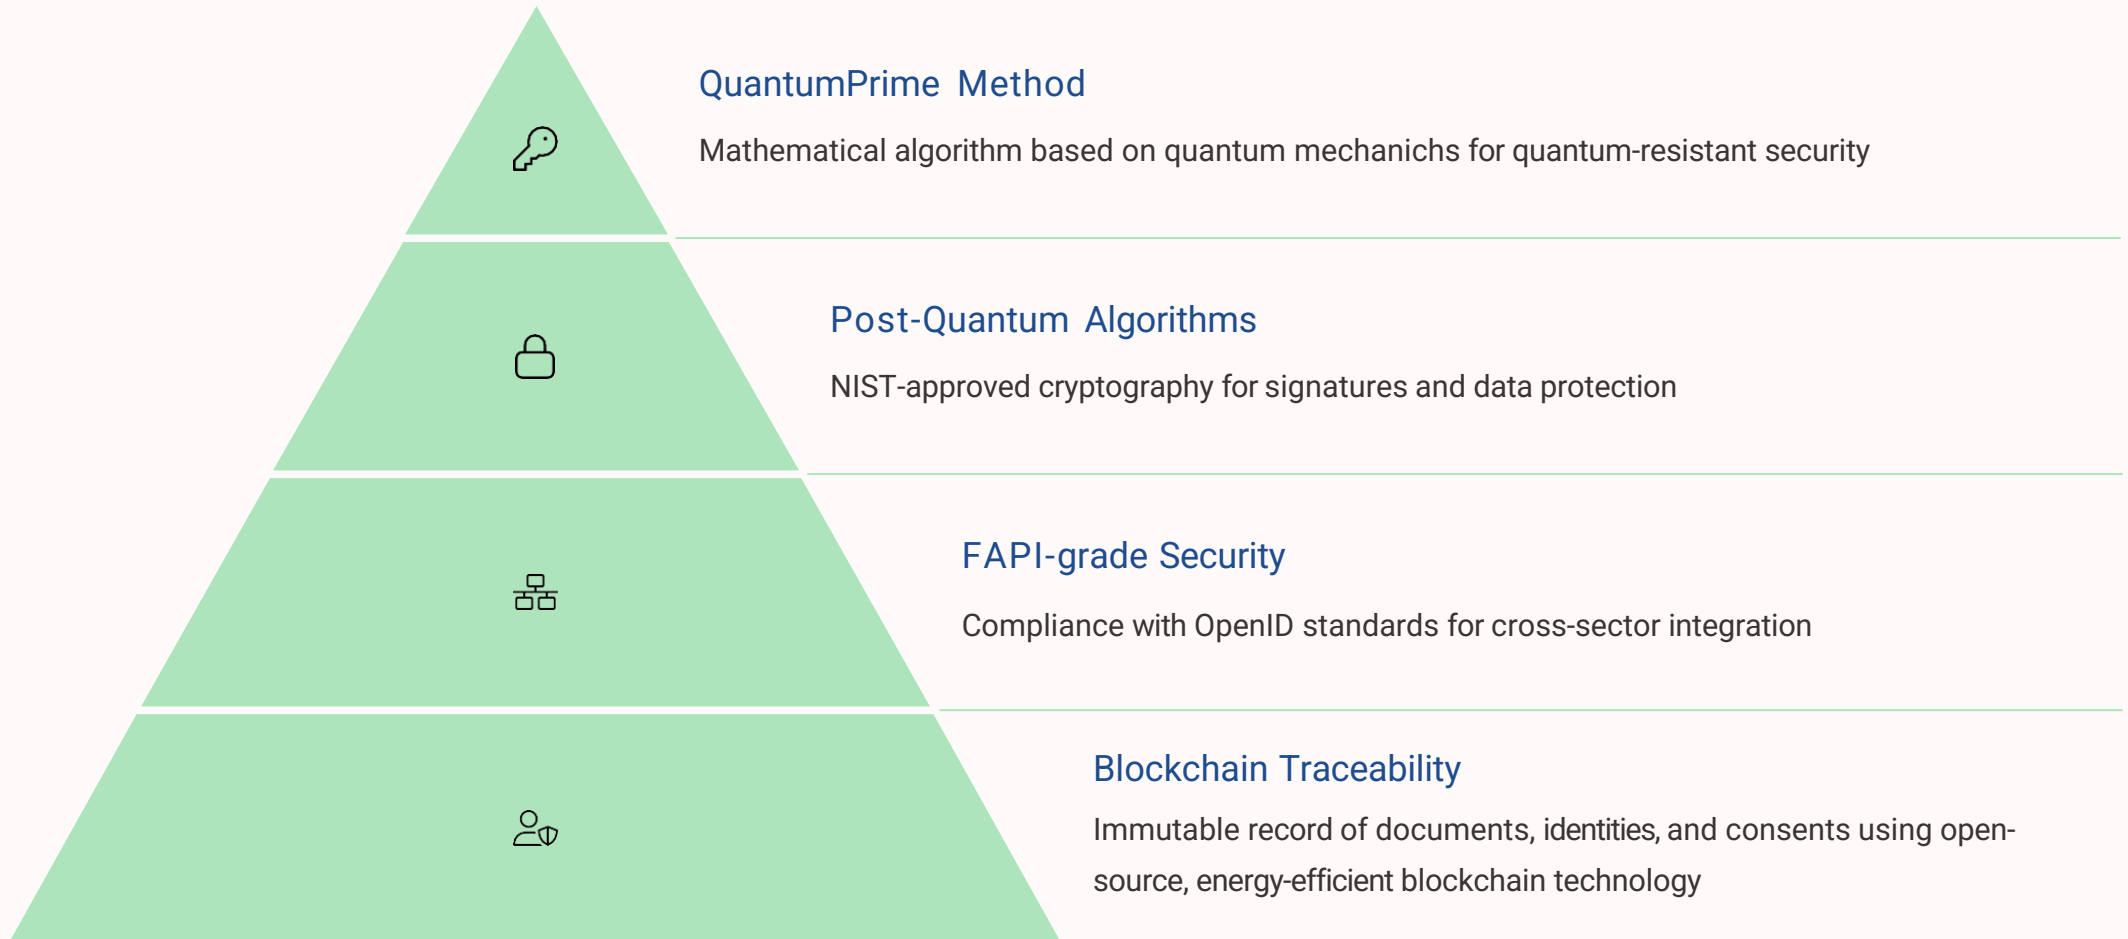 QuantumPrime Method
Mathematical algorithm based on quantum mechanichs for quantum-resistant security
Post-Quantum Algorithms
NIST-approved cryptography for signatures and data protection
FAPI-grade Security
Compliance with OpenID standards for cross-sector integration
Blockchain Traceability
Immutable record of documents, identities, and consents using open-
source, energy-efficient blockchain technology